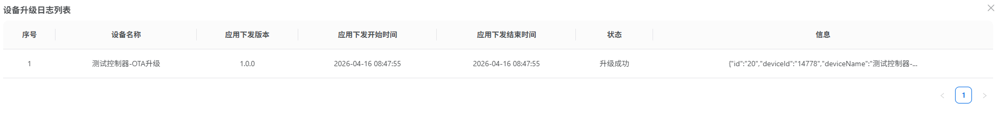 设备升级日志列表
序号 设备名称 应用下发版本 应用下发开始时间 应用下发结束时间 状态 信息
1 测试控制器-OTA升级 1.0.0 2026-04-16 08:47:55 2026-04-16 08:47:55 升级成功 {"id":"20","deviceId":"14778","deviceName":"测试控制器-...
1